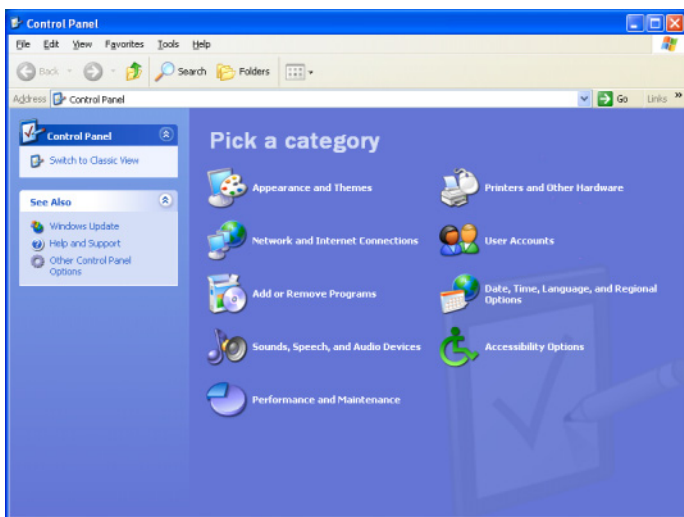 Control Panel
File Edit View Favorites Tools Help
Back Search Folders
Address Control Panel Go Links »
Control Panel
Switch to Classic View
See Also
Windows Update
Help and Support
Other Control Panel
Options
Pick a category
Appearance and Themes
Printers and Other Hardware
Network and Internet Connections
User Accounts
Add or Remove Programs
Date, Time, Language, and Regional
Options
Sounds, Speech, and Audio Devices
Accessibility Options
Performance and Maintenance